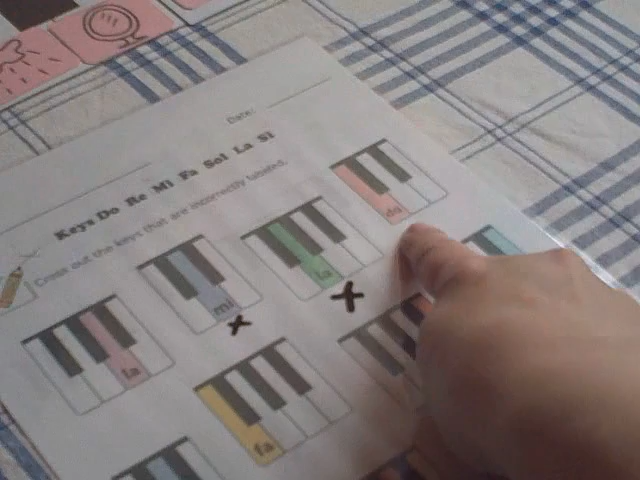 Date:
Keys Do Re Mi Fa Sol La Si
Cross out the keys that are incorrectly labeled.
la mi la do
fa